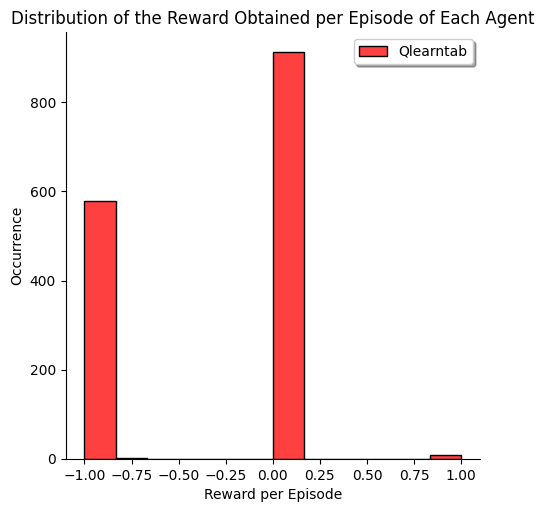 Distribution of the Reward Obtained per Episode of Each Agent
Qlearntab
800
600
400
200
0
Occurrence
−1.00 −0.75 −0.50 −0.25 0.00 0.25 0.50 0.75 1.00
Reward per Episode